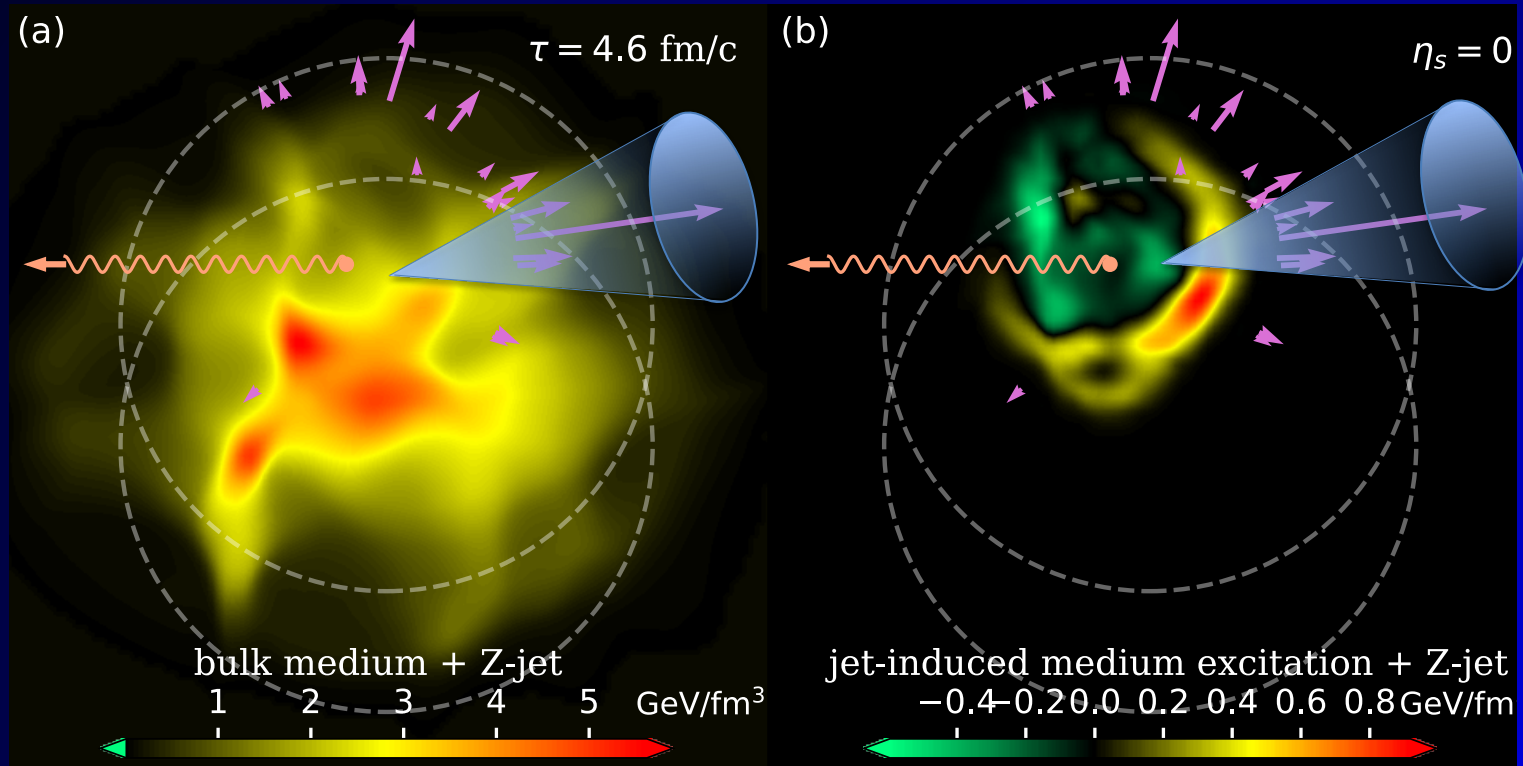 (a)
τ = 4.6 fm/c
bulk medium + Z-jet
1 2 3 4 5 GeV/fm³
(b)
ηₛ = 0
jet-induced medium excitation + Z-jet
−0.4 −0.2 0.0 0.2 0.4 0.6 0.8 GeV/fm